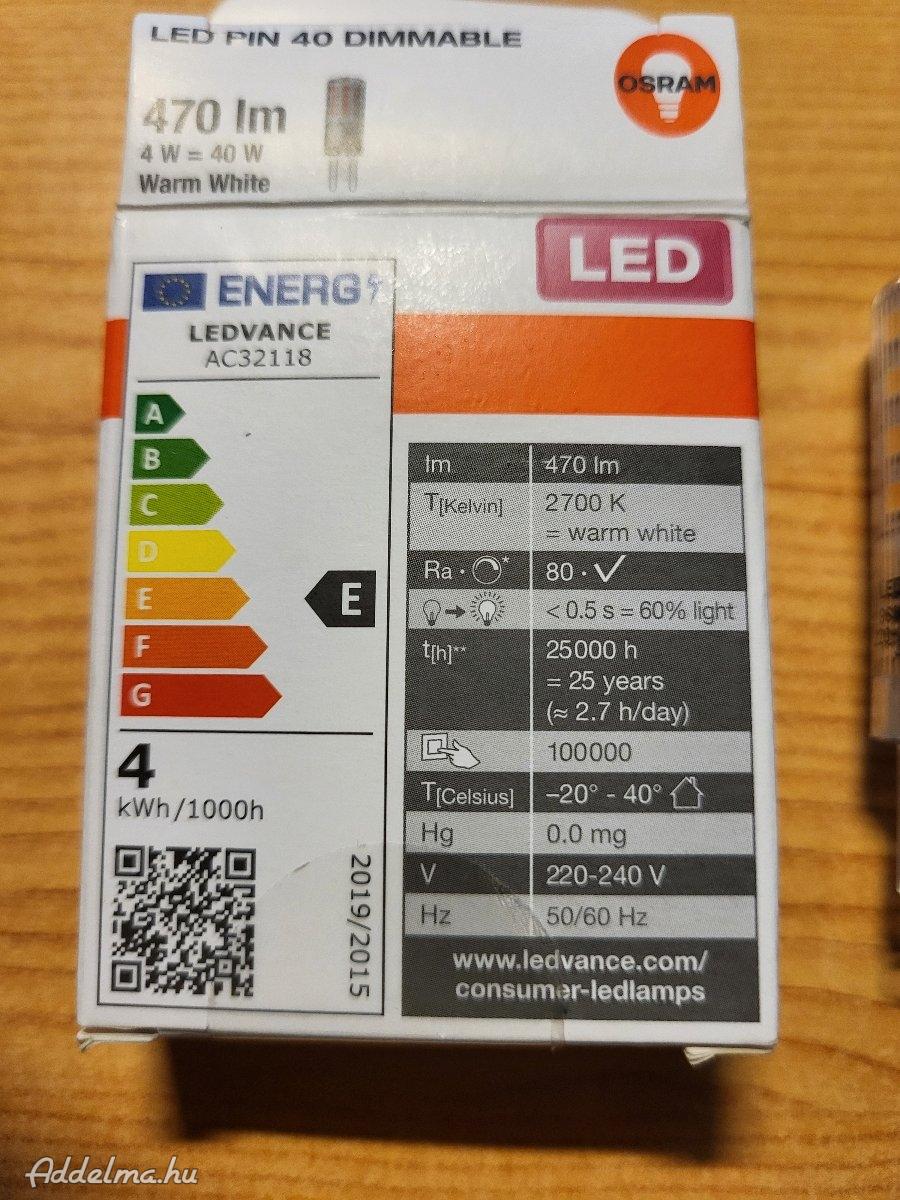 LED PIN 40 DIMMABLE
OSRAM
470 lm
4 W = 40 W
Warm White
LED
ENERG
LEDVANCE
AC32118
A
B
C
D
E
F
G
E
4
kWh/1000h
2019/2015
lm 470 lm
T[Kelvin] 2700 K
= warm white
Ra · * 80 · ✓
< 0.5 s = 60% light
t[h]** 25000 h
= 25 years
(≈ 2.7 h/day)
100000
T[Celsius] –20° - 40°
Hg 0.0 mg
V 220-240 V
Hz 50/60 Hz
www.ledvance.com/
consumer-ledlamps
Addelma.hu